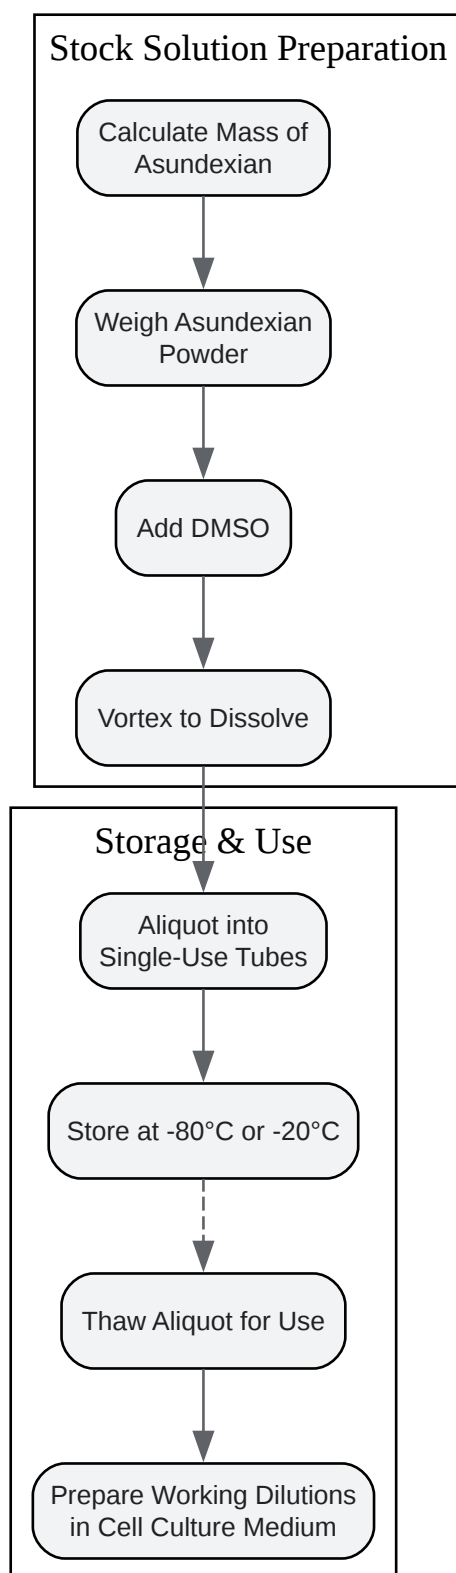 Stock Solution Preparation
Calculate Mass of
Asundexian
Weigh Asundexian
Powder
Add DMSO
Vortex to Dissolve
Storage & Use
Aliquot into
Single-Use Tubes
Store at -80°C or -20°C
Thaw Aliquot for Use
Prepare Working Dilutions
in Cell Culture Medium